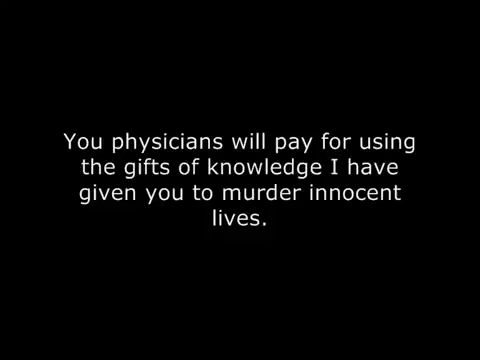 You physicians will pay for using
the gifts of knowledge I have
given you to murder innocent
lives.